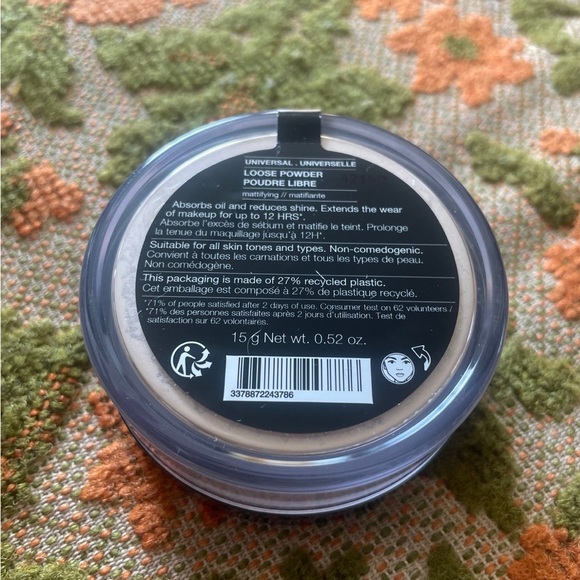 UNIVERSAL . UNIVERSELLE
LOOSE POWDER
POUDRE LIBRE
mattifying // matifiante
Absorbs oil and reduces shine. Extends the wear
of makeup for up to 12 HRS*.
Absorbe l'excès de sébum et matifie le teint. Prolonge
la tenue du maquillage jusqu'à 12H*.
Suitable for all skin tones and types. Non-comedogenic.
Convient à toutes les carnations et tous les types de peau.
Non comédogène.
This packaging is made of 27% recycled plastic.
Cet emballage est composé à 27% de plastique recyclé.
*71% of people satisfied after 2 days of use. Consumer test on 62 volunteers /
*71% des personnes satisfaites après 2 jours d'utilisation. Test de
satisfaction sur 62 volontaires.
15 g Net wt. 0.52 oz.
3378872243786